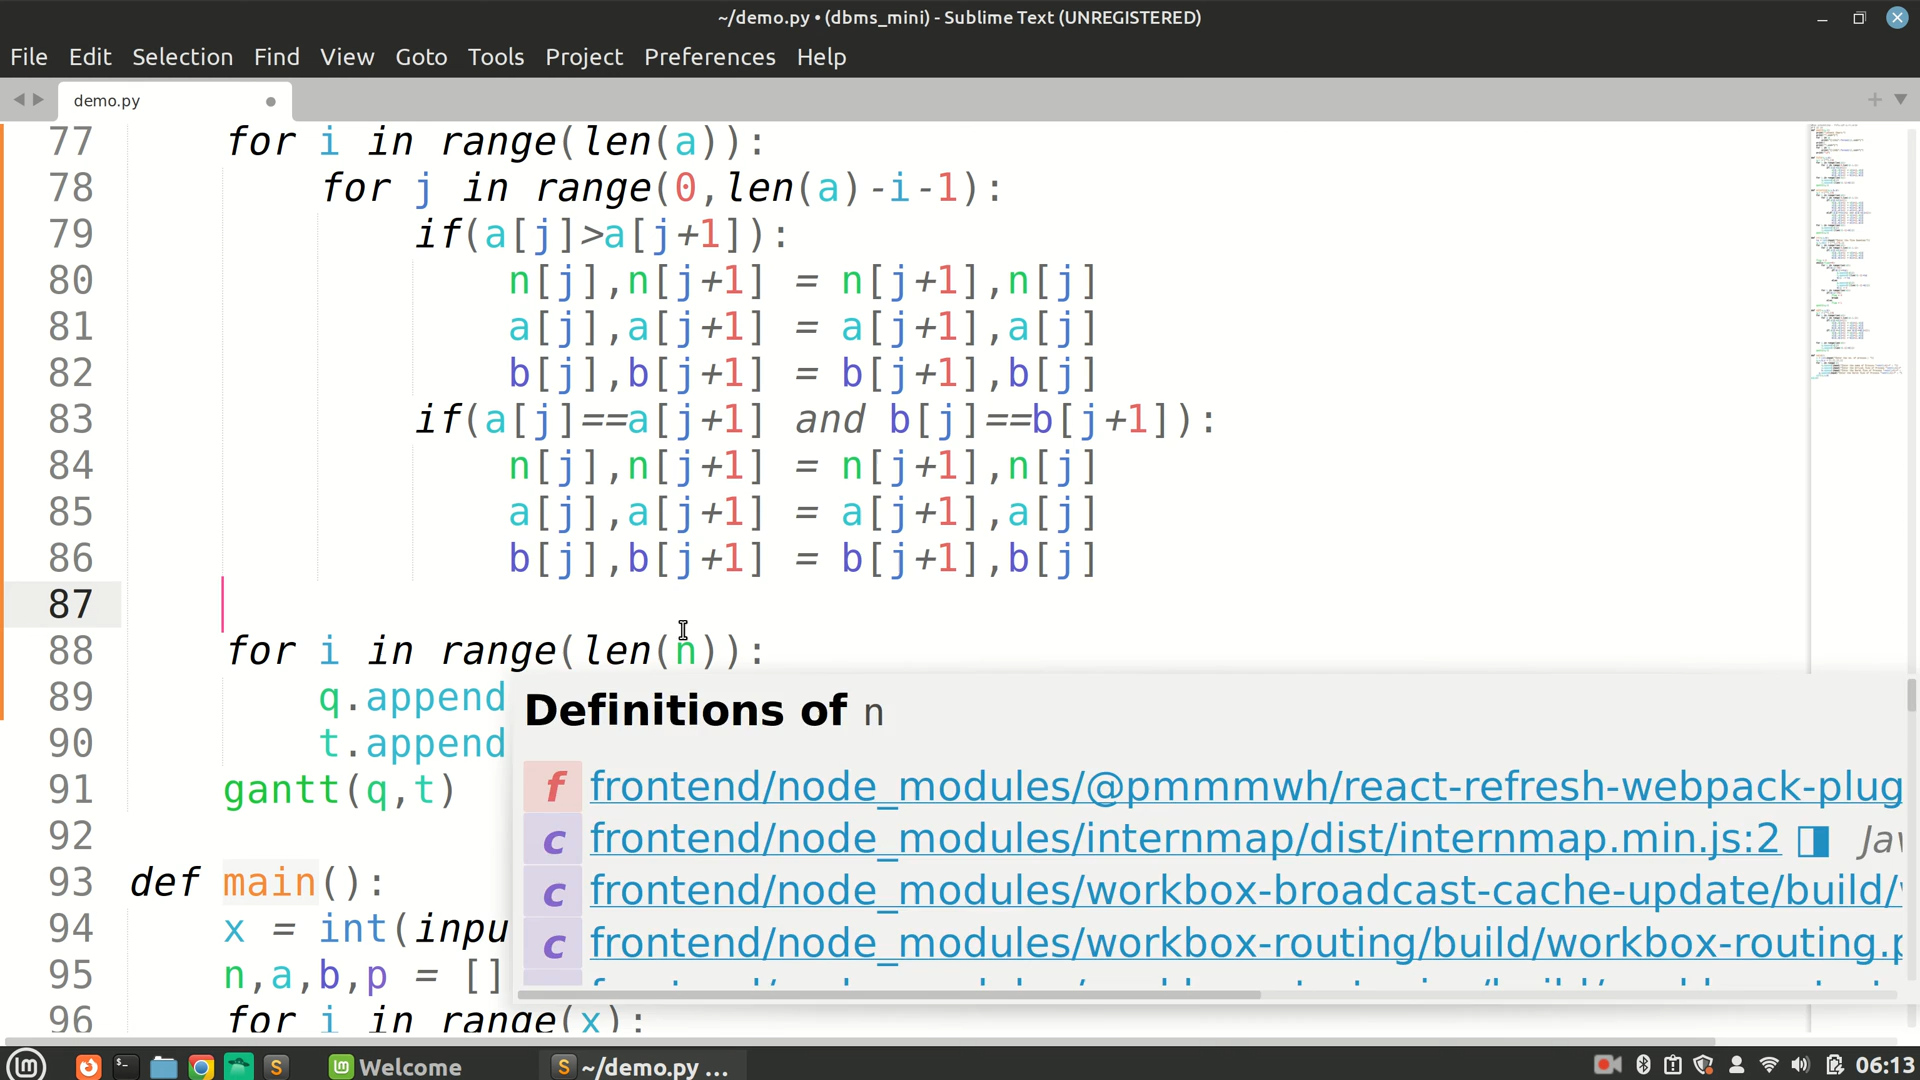 ~/demo.py • (dbms_mini) - Sublime Text (UNREGISTERED)
File Edit Selection Find View Goto Tools Project Preferences Help
demo.py
77 for i in range(len(a)):
78 for j in range(0,len(a)-i-1):
79 if(a[j]>a[j+1]):
80 n[j],n[j+1] = n[j+1],n[j]
81 a[j],a[j+1] = a[j+1],a[j]
82 b[j],b[j+1] = b[j+1],b[j]
83 if(a[j]==a[j+1] and b[j]==b[j+1]):
84 n[j],n[j+1] = n[j+1],n[j]
85 a[j],a[j+1] = a[j+1],a[j]
86 b[j],b[j+1] = b[j+1],b[j]
87
88 for i in range(len(n)):
89 q.append
90 t.append
91 gantt(q,t)
92
93 def main():
94 x = int(inpu
95 n,a,b,p = []
96 for i in range(x):
Definitions of n
f frontend/node_modules/@pmmmwh/react-refresh-webpack-plug
c frontend/node_modules/internmap/dist/internmap.min.js:2 Jav
c frontend/node_modules/workbox-broadcast-cache-update/build/
c frontend/node_modules/workbox-routing/build/workbox-routing.p
Welcome
~/demo.py ...
06:13